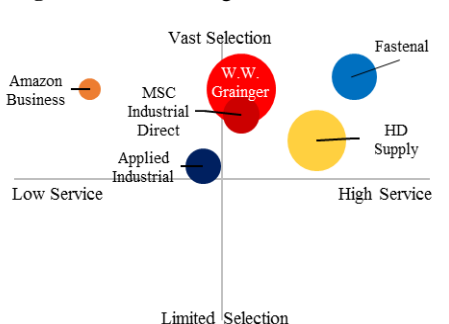 Vast Selection
Fastenal
W.W.
Grainger
Amazon
Business
MSC
Industrial
Direct
HD
Supply
Applied
Industrial
Low Service
High Service
Limited Selection